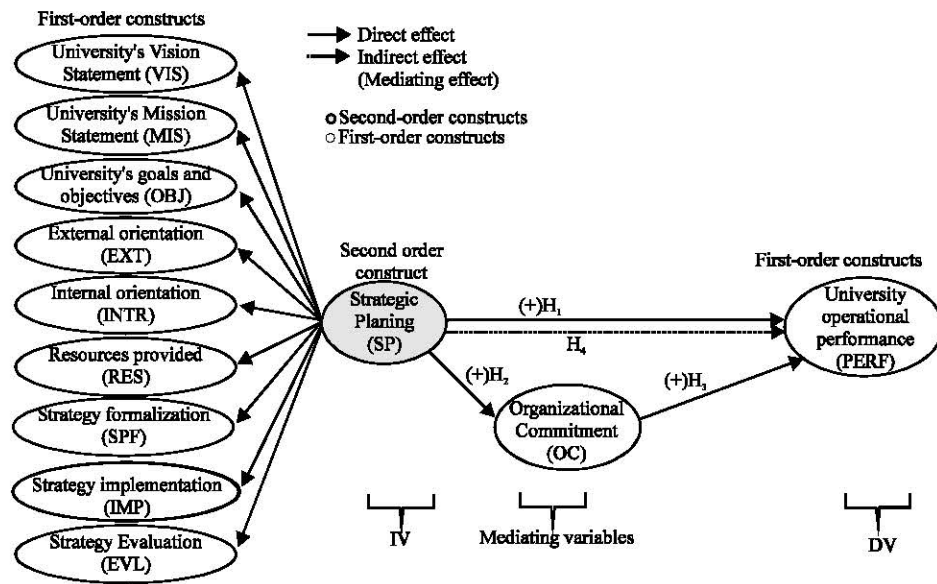 First-order constructs
University's Vision
Statement (VIS)
University's Mission
Statement (MIS)
University's goals and
objectives (OBJ)
External orientation
(EXT)
Internal orientation
(INTR)
Resources provided
(RES)
Strategy formalization
(SPF)
Strategy implementation
(IMP)
Strategy Evaluation
(EVL)
Direct effect
Indirect effect
(Mediating effect)
Second-order constructs
First-order constructs
Second order
construct
Strategic
Planing
(SP)
(+)H₁
H₄
(+)H₂
(+)H₃
Organizational
Commitment
(OC)
First-order constructs
University
operational
performance
(PERF)
IV
Mediating variables
DV